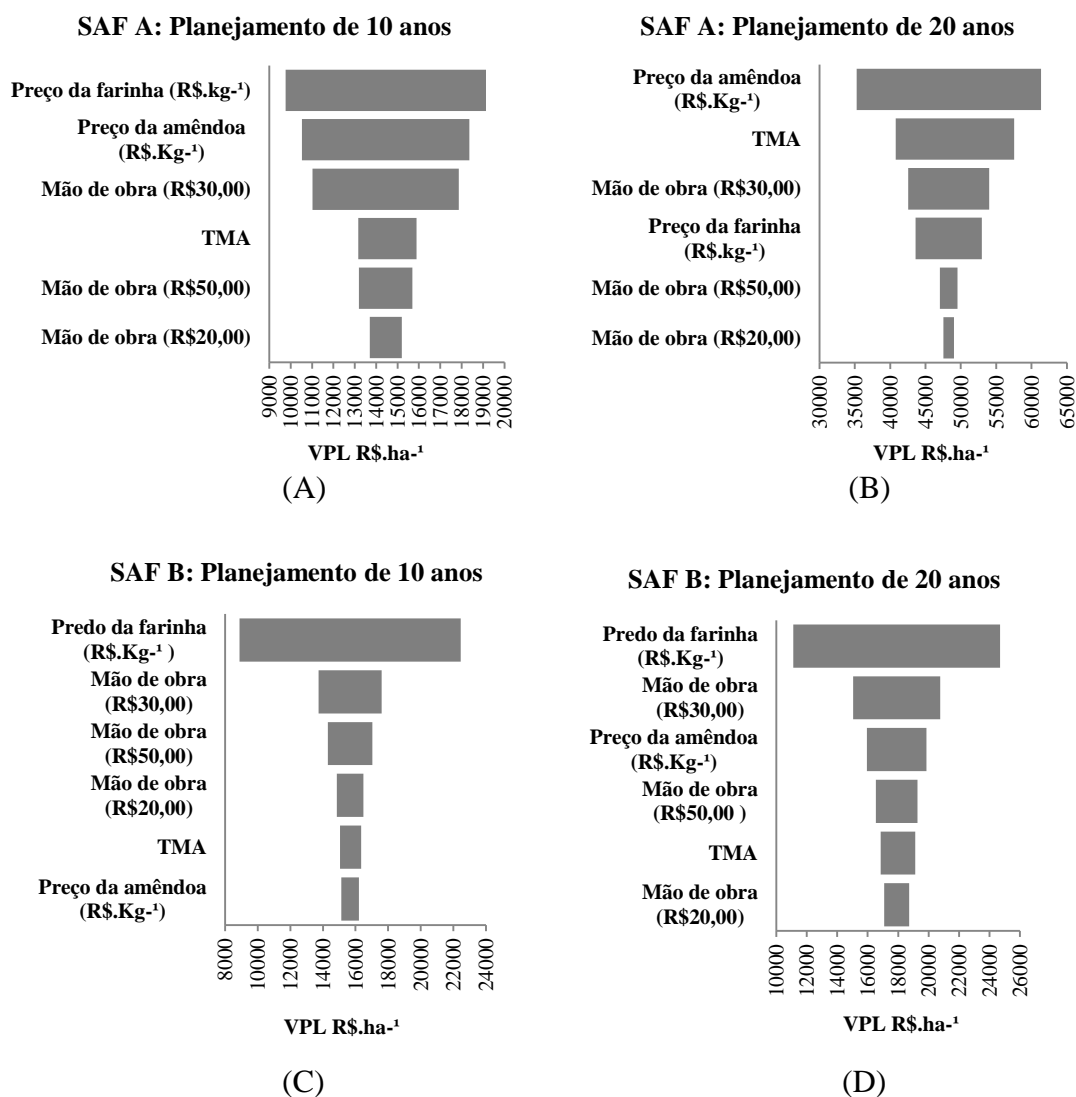 SAF A: Planejamento de 10 anos
Preço da farinha (R$.kg-¹)
Preço da amêndoa
(R$.Kg-¹)
Mão de obra (R$30,00)
TMA
Mão de obra (R$50,00)
Mão de obra (R$20,00)
9000
10000
11000
12000
13000
14000
15000
16000
17000
18000
19000
20000
VPL R$.ha-¹
(A)
SAF A: Planejamento de 20 anos
Preço da amêndoa
(R$.Kg-¹)
TMA
Mão de obra (R$30,00)
Preço da farinha
(R$.kg-¹)
Mão de obra (R$50,00)
Mão de obra (R$20,00)
30000
35000
40000
45000
50000
55000
60000
65000
VPL R$.ha-¹
(B)
SAF B: Planejamento de 10 anos
Predo da farinha
(R$.Kg-¹ )
Mão de obra
(R$30,00)
Mão de obra
(R$50,00)
Mão de obra
(R$20,00)
TMA
Preço da amêndoa
(R$.Kg-¹)
8000
10000
12000
14000
16000
18000
20000
22000
24000
VPL R$.ha-¹
(C)
SAF B: Planejamento de 20 anos
Predo da farinha
(R$.Kg-¹)
Mão de obra
(R$30,00)
Preço da amêndoa
(R$.Kg-¹)
Mão de obra
(R$50,00 )
TMA
Mão de obra
(R$20,00)
10000
12000
14000
16000
18000
20000
22000
24000
26000
VPL R$.ha-¹
(D)